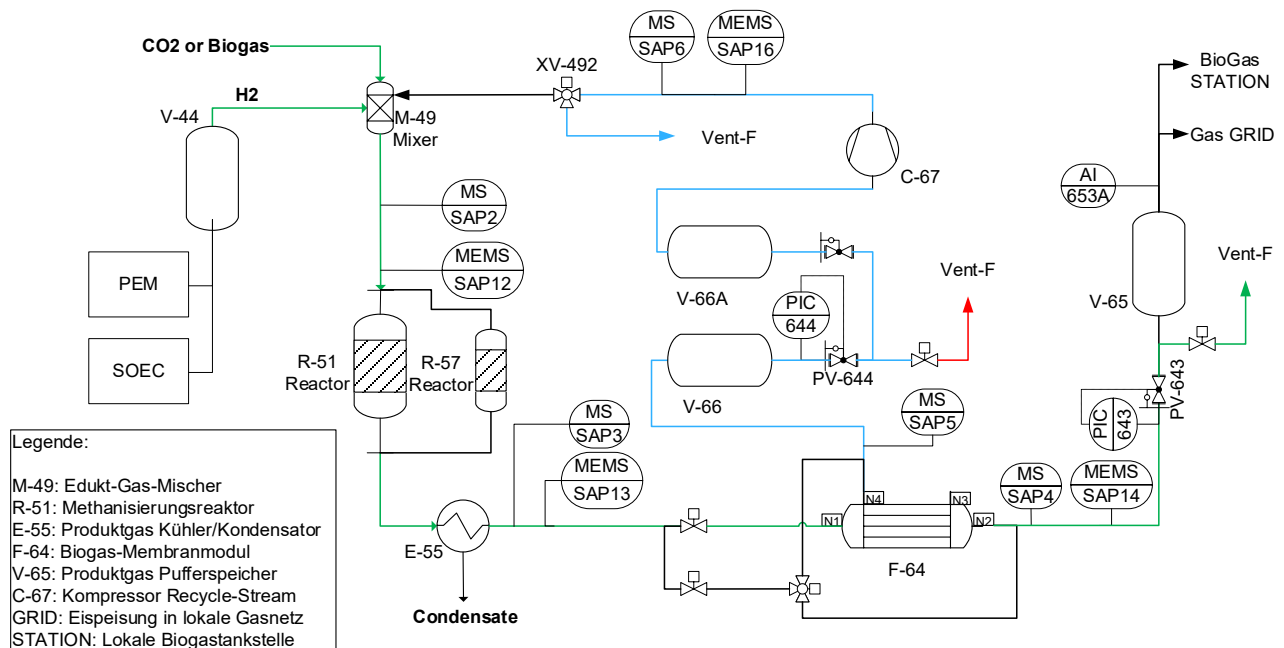 CO2 or Biogas
H2
V-44
M-49
Mixer
XV-492
Vent-F
MS
SAP6
MEMS
SAP16
C-67
BioGas
STATION
Gas GRID
AI
653A
V-65
Vent-F
PEM
SOEC
MS
SAP2
MEMS
SAP12
R-51
Reactor
R-57
Reactor
V-66A
PIC
644
V-66
PV-644
Vent-F
MS
SAP5
PV-643
PIC
643
MS
SAP3
MEMS
SAP13
MS
SAP4
MEMS
SAP14
N4
N3
N1
N2
F-64
E-55
Condensate
Legende:
M-49: Edukt-Gas-Mischer
R-51: Methanisierungsreaktor
E-55: Produktgas Kühler/Kondensator
F-64: Biogas-Membranmodul
V-65: Produktgas Pufferspeicher
C-67: Kompressor Recycle-Stream
GRID: Eispeisung in lokale Gasnetz
STATION: Lokale Biogastankstelle